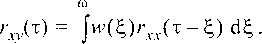 r_{xy}(τ) = ∫^{ω} w(ξ) r_{xx}(τ − ξ) dξ.